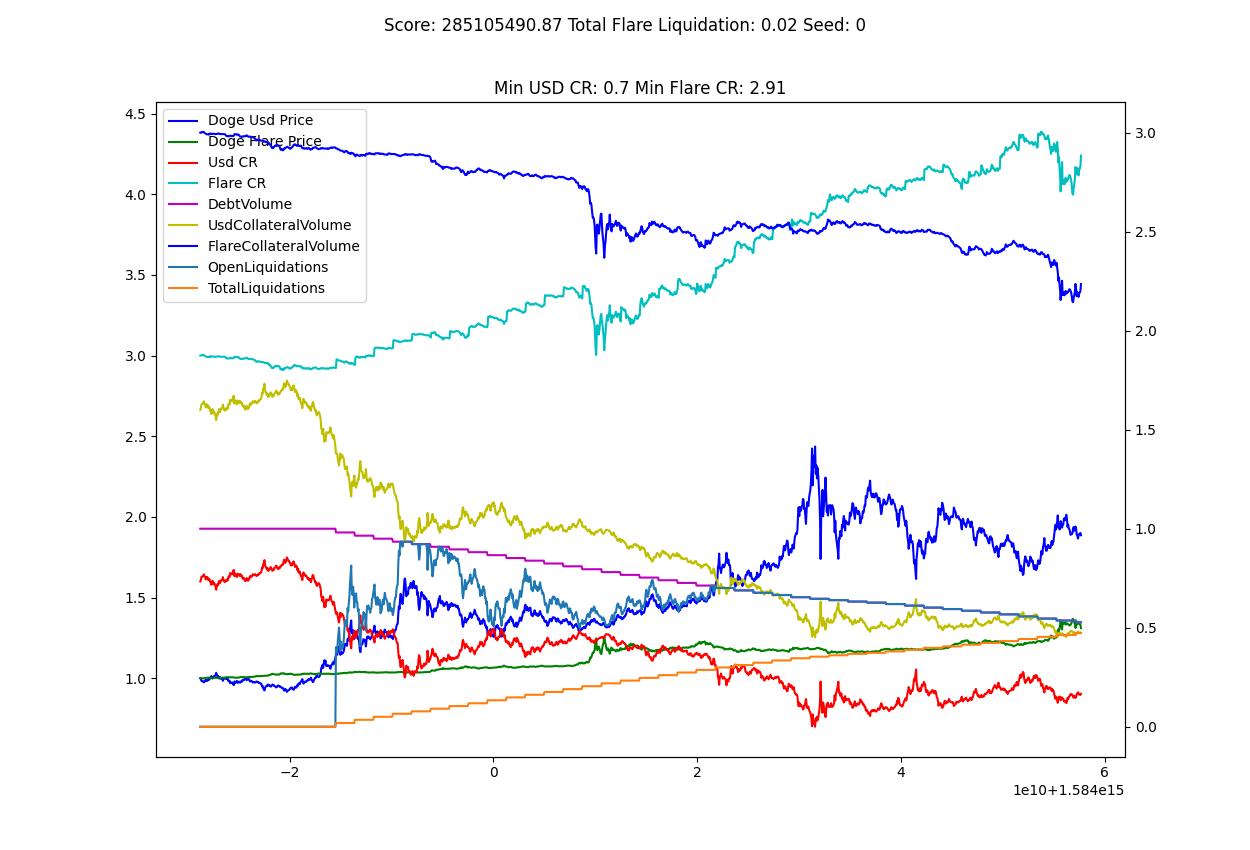 Score: 285105490.87 Total Flare Liquidation: 0.02 Seed: 0
Min USD CR: 0.7 Min Flare CR: 2.91
Doge Usd Price
Doge Flare Price
Usd CR
Flare CR
DebtVolume
UsdCollateralVolume
FlareCollateralVolume
OpenLiquidations
TotalLiquidations
4.5
4.0
3.5
3.0
2.5
2.0
1.5
1.0
3.0
2.5
2.0
1.5
1.0
0.5
0.0
−2
0
2
4
6
1e10+1.584e15